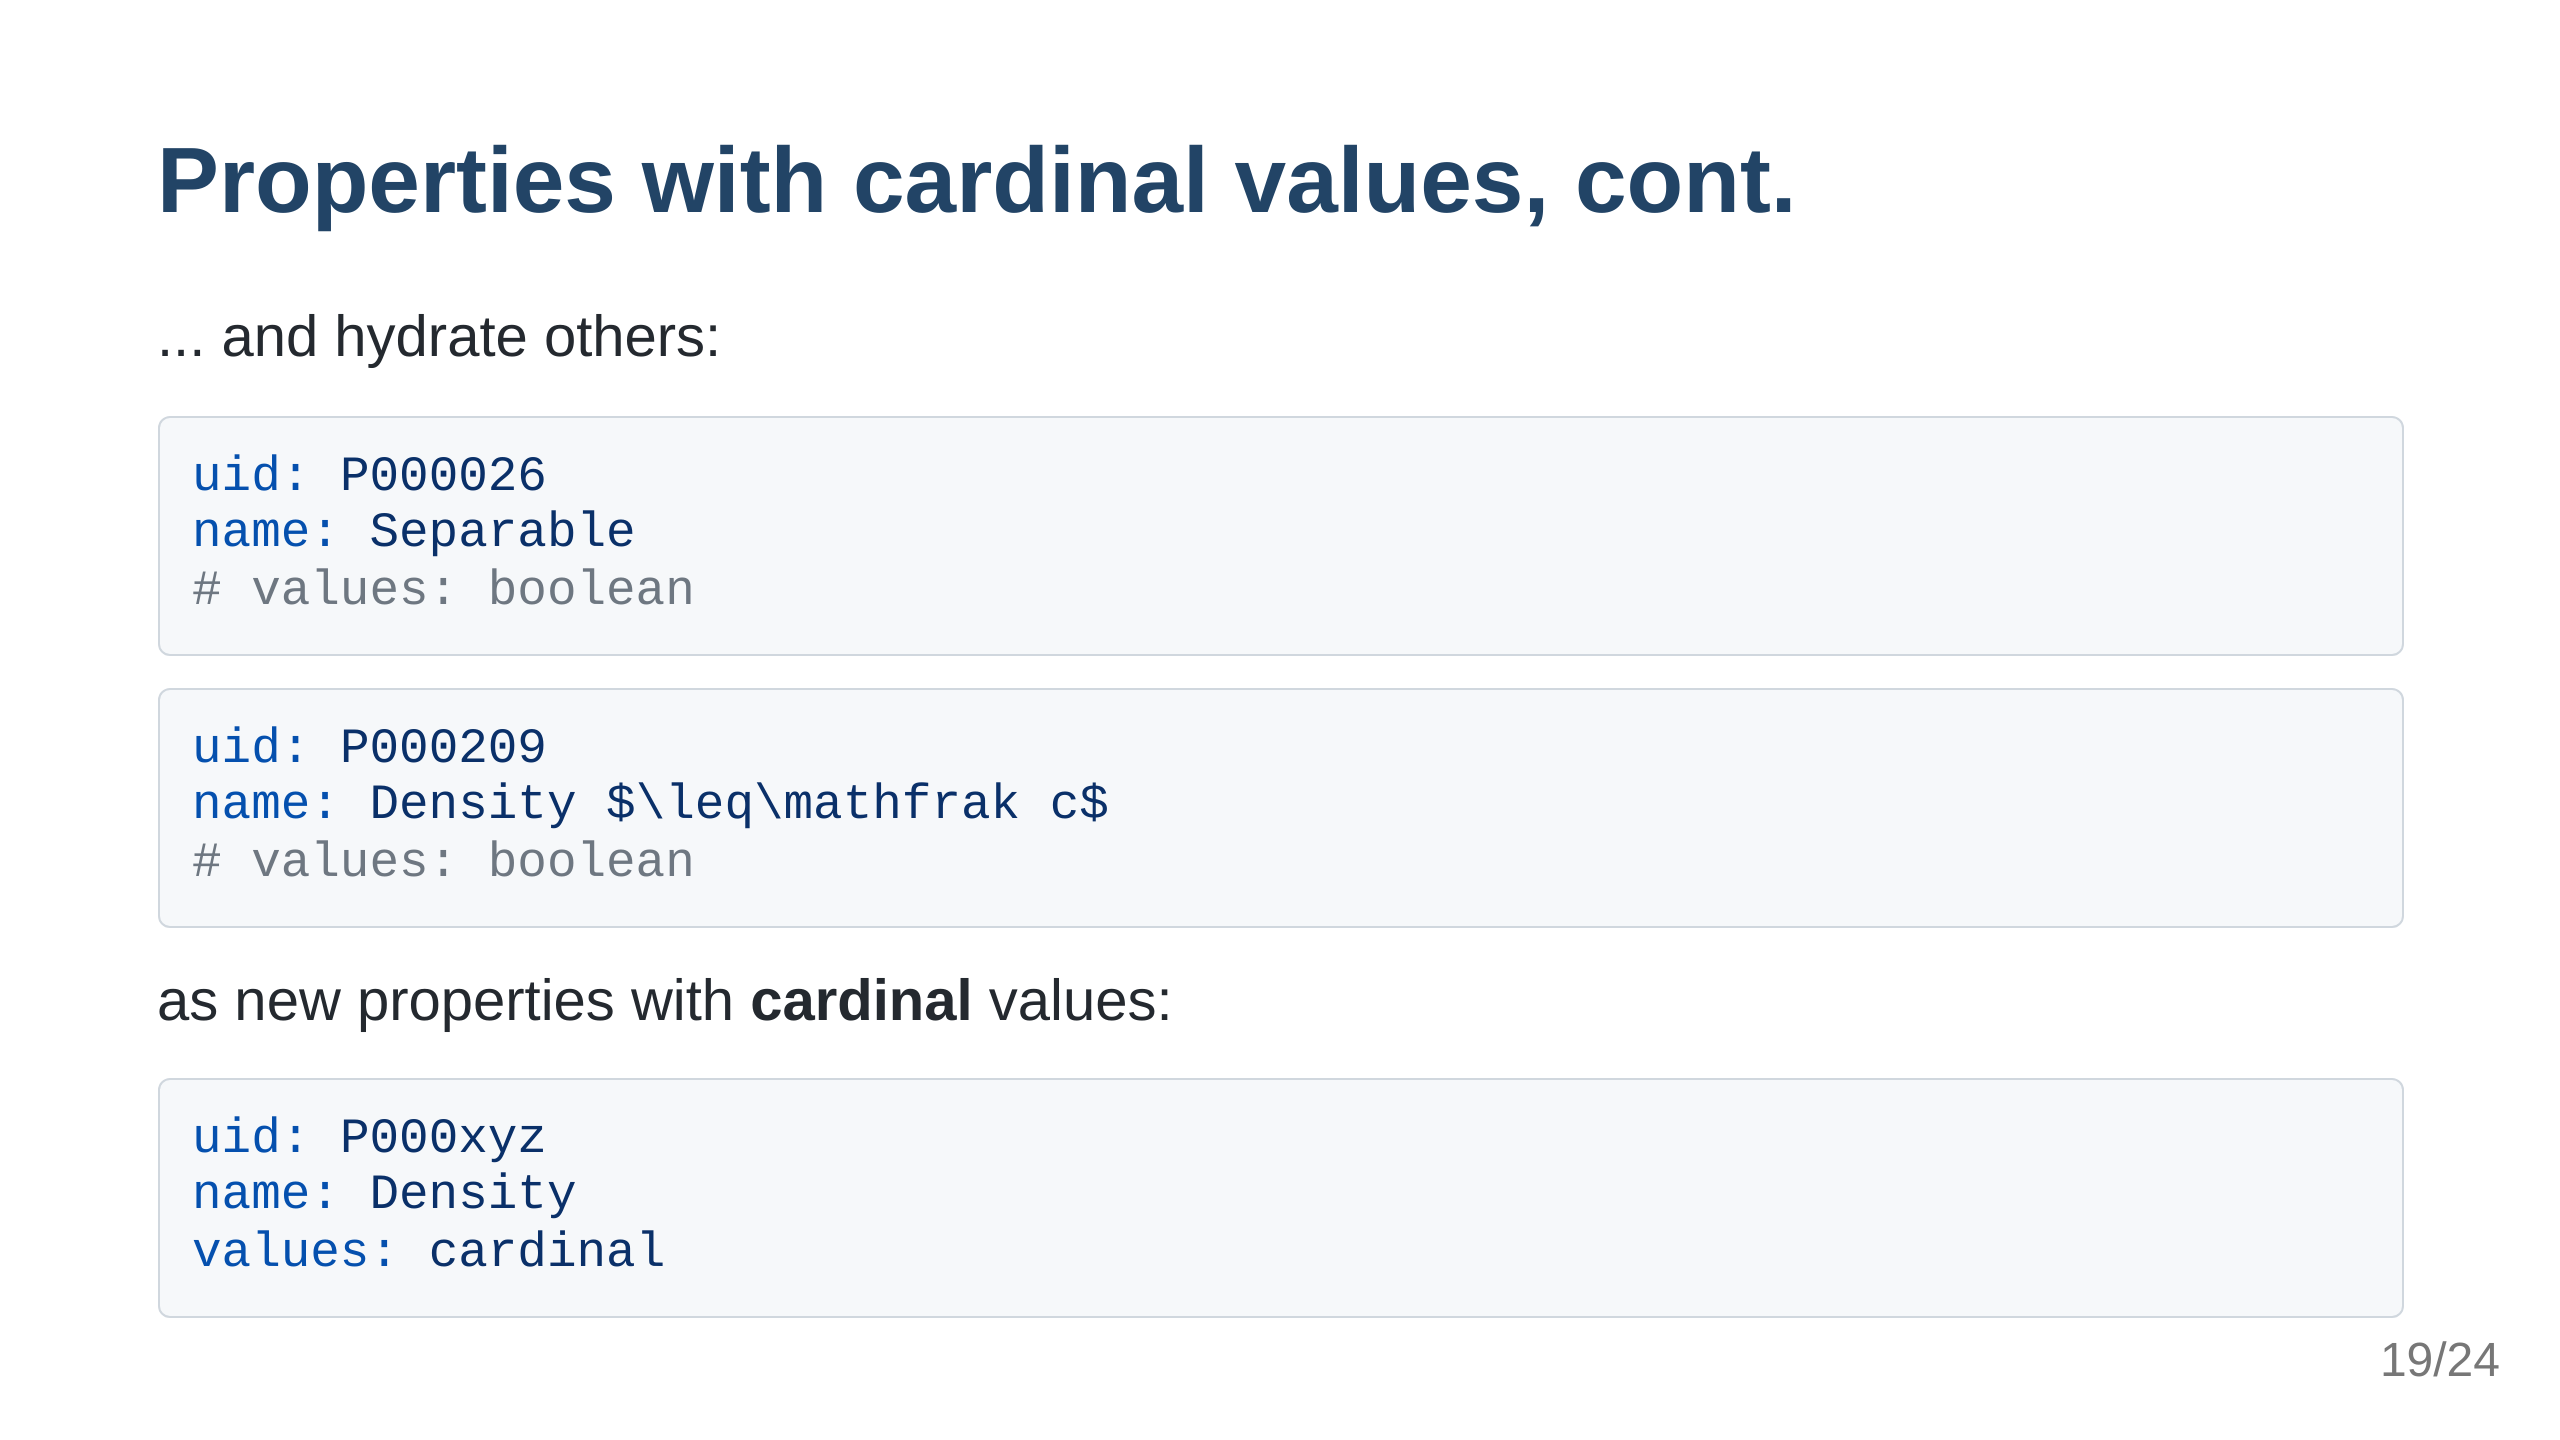 Properties with cardinal values, cont.
... and hydrate others:
uid: P000026
name: Separable
# values: boolean
uid: P000209
name: Density $\leq\mathfrak c$
# values: boolean
as new properties with cardinal values:
uid: P000xyz
name: Density
values: cardinal
19/24